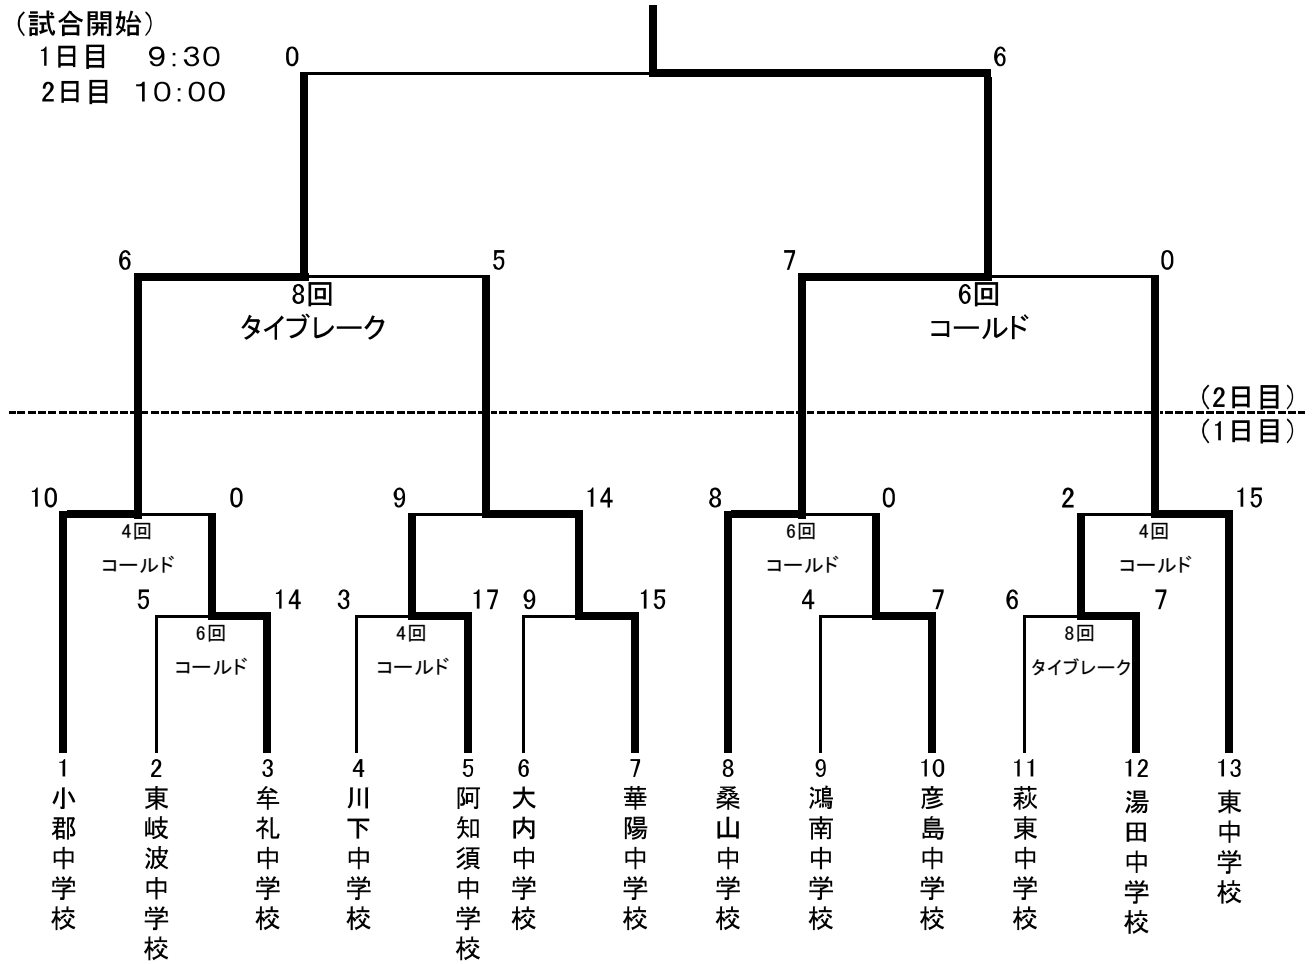 (試合開始)
1日目 9:30
2日目 10:00
0
6
6
5
7
0
8回
タイブレーク
6回
コールド
(2日目)
(1日目)
10
0
9
14
8
0
2
15
4回
コールド
6回
コールド
4回
コールド
5
14
3
17
9
15
4
7
6
7
6回
コールド
4回
コールド
8回
タイブレーク
1
小郡中学校
2
東岐波中学校
3
牟礼中学校
4
川下中学校
5
阿知須中学校
6
大内中学校
7
華陽中学校
8
桑山中学校
9
鴻南中学校
10
彦島中学校
11
萩東中学校
12
湯田中学校
13
東中学校